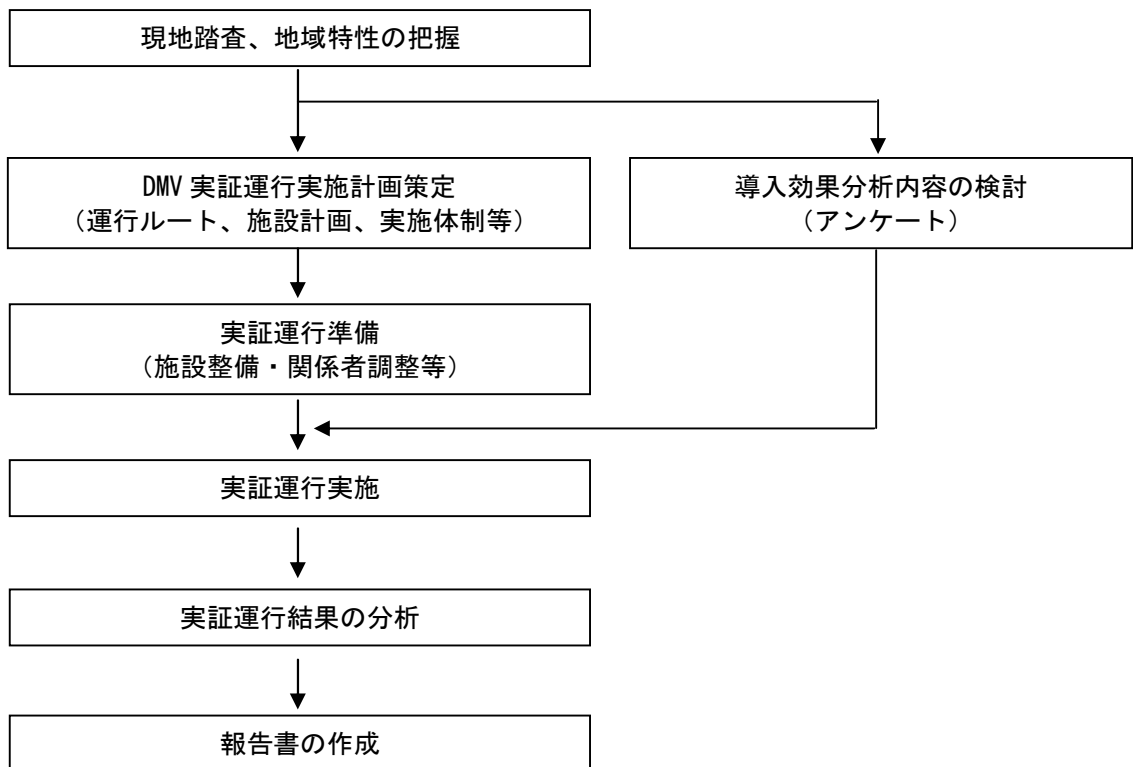 現地踏査、地域特性の把握
DMV 実証運行実施計画策定
（運行ルート、施設計画、実施体制等）
導入効果分析内容の検討
（アンケート）
実証運行準備
（施設整備・関係者調整等）
実証運行実施
実証運行結果の分析
報告書の作成